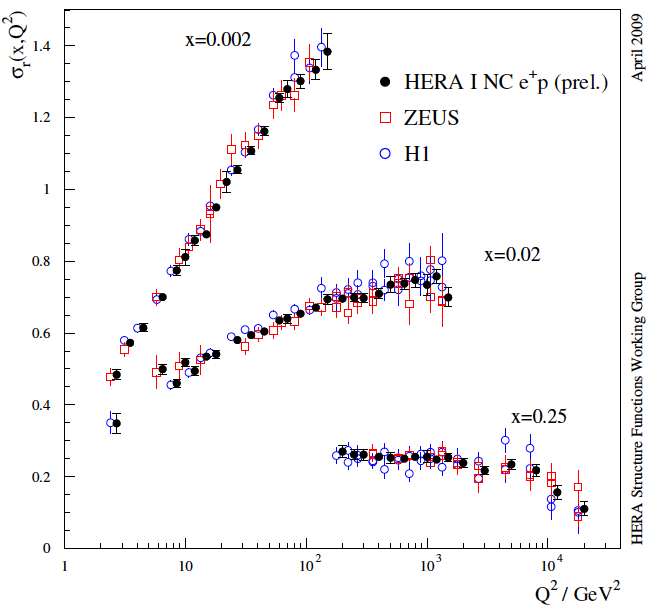 σr(x,Q²)
x=0.002
HERA I NC e⁺p (prel.)
ZEUS
H1
x=0.02
x=0.25
1.4
1.2
1
0.8
0.6
0.4
0.2
0
1
10
10²
10³
10⁴
Q² / GeV²
April 2009
HERA Structure Functions Working Group